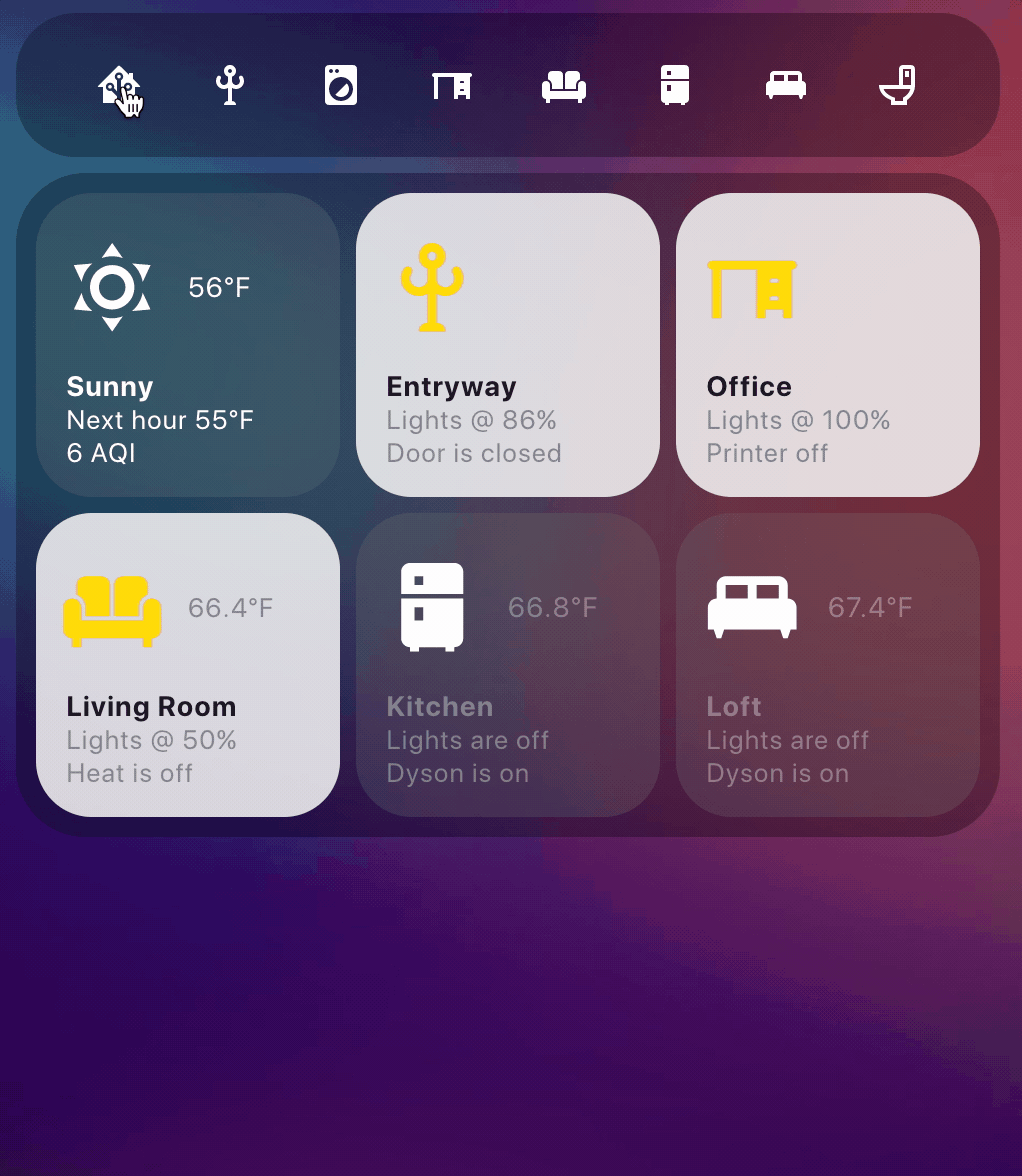 56°F
Sunny
Next hour 55°F
6 AQI
Entryway
Lights @ 86%
Door is closed
Office
Lights @ 100%
Printer off
66.4°F
Living Room
Lights @ 50%
Heat is off
66.8°F
Kitchen
Lights are off
Dyson is on
67.4°F
Loft
Lights are off
Dyson is on